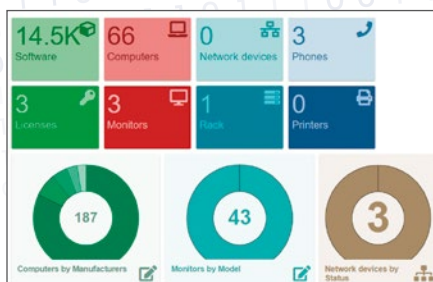 14.5K
Software
66
Computers
0
Network devices
3
Phones
3
Licenses
3
Monitors
1
Rack
0
Printers
187
Computers by Manufacturers
43
Monitors by Model
3
Network devices by
Status